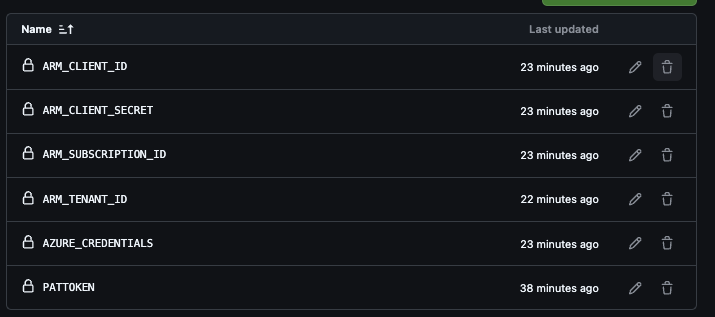 Name Last updated
ARM_CLIENT_ID 23 minutes ago
ARM_CLIENT_SECRET 23 minutes ago
ARM_SUBSCRIPTION_ID 23 minutes ago
ARM_TENANT_ID 22 minutes ago
AZURE_CREDENTIALS 23 minutes ago
PATTOKEN 38 minutes ago